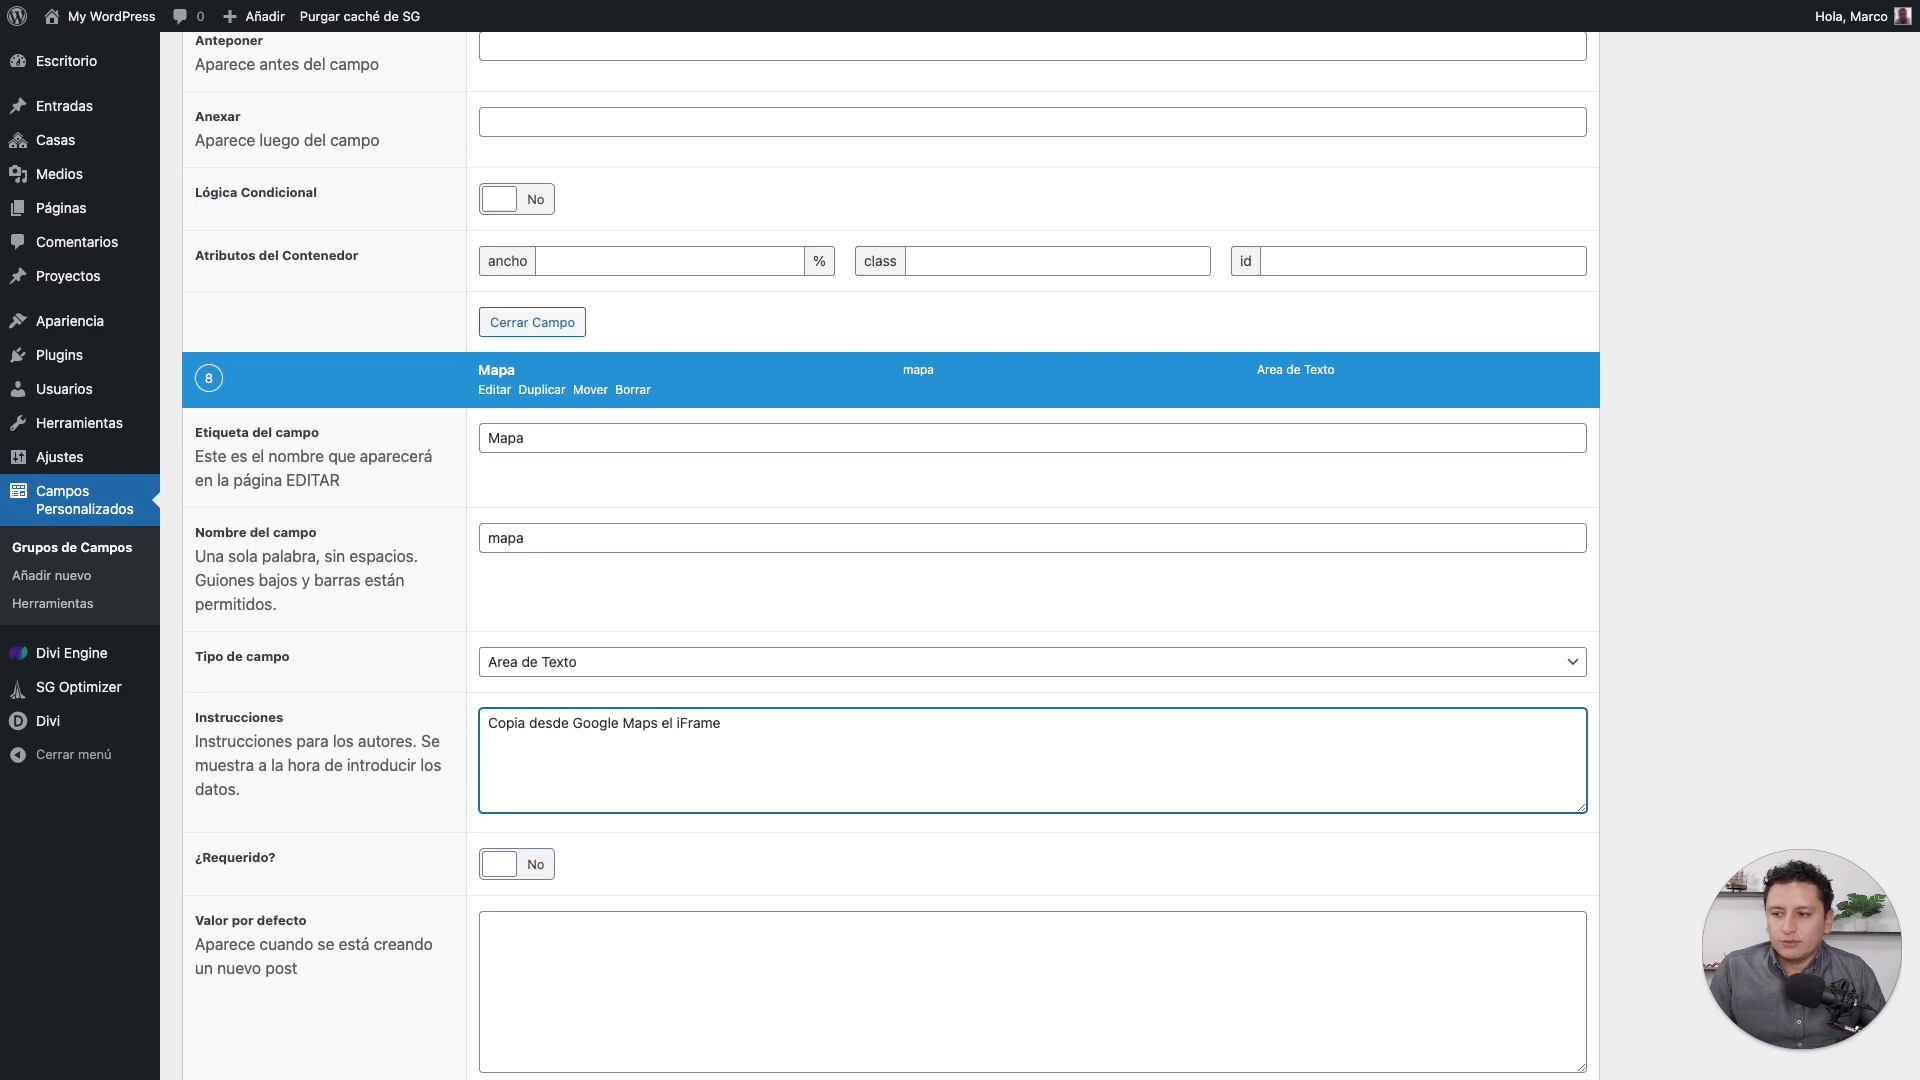 My WordPress
0
Añadir
Purgar caché de SG
Hola, Marco
Escritorio
Entradas
Casas
Medios
Páginas
Comentarios
Proyectos
Apariencia
Plugins
Usuarios
Herramientas
Ajustes
Campos
Personalizados
Grupos de Campos
Añadir nuevo
Herramientas
Divi Engine
SG Optimizer
Divi
Cerrar menú
Anteponer
Aparece antes del campo
Anexar
Aparece luego del campo
Lógica Condicional
No
Atributos del Contenedor
ancho
%
class
id
Cerrar Campo
8
Mapa
mapa
Area de Texto
Editar Duplicar Mover Borrar
Etiqueta del campo
Este es el nombre que aparecerá
en la página EDITAR
Mapa
Nombre del campo
Una sola palabra, sin espacios.
Guiones bajos y barras están
permitidos.
mapa
Tipo de campo
Area de Texto
Instrucciones
Instrucciones para los autores. Se
muestra a la hora de introducir los
datos.
Copia desde Google Maps el iFrame
¿Requerido?
No
Valor por defecto
Aparece cuando se está creando
un nuevo post